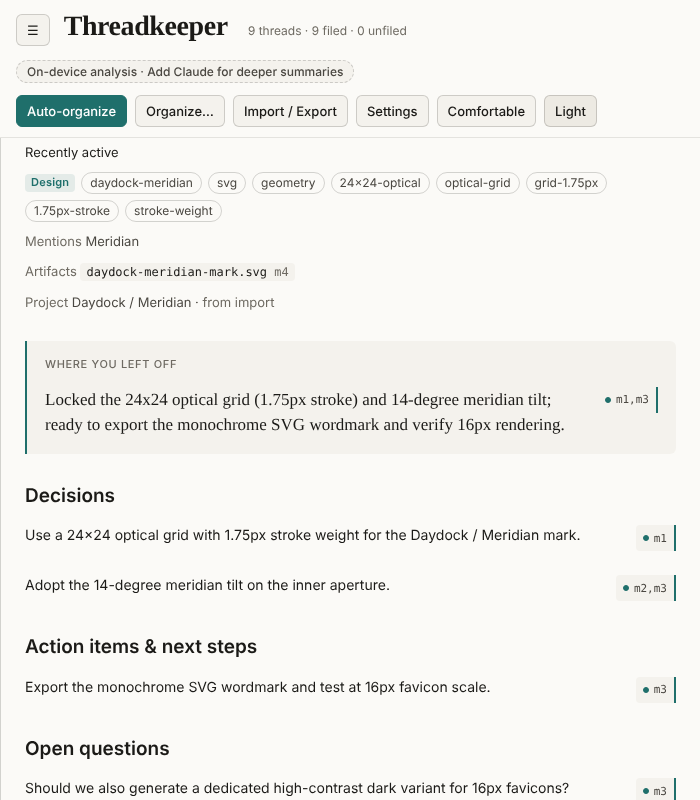 ☰ Threadkeeper 9 threads · 9 filed · 0 unfiled
On-device analysis · Add Claude for deeper summaries
Auto-organize Organize... Import / Export Settings Comfortable Light
Recently active
Design daydock-meridian svg geometry 24×24-optical optical-grid grid-1.75px
1.75px-stroke stroke-weight
Mentions Meridian
Artifacts daydock-meridian-mark.svg m4
Project Daydock / Meridian · from import
WHERE YOU LEFT OFF
Locked the 24x24 optical grid (1.75px stroke) and 14-degree meridian tilt; m1,m3
ready to export the monochrome SVG wordmark and verify 16px rendering.
Decisions
Use a 24×24 optical grid with 1.75px stroke weight for the Daydock / Meridian mark. m1
Adopt the 14-degree meridian tilt on the inner aperture. m2,m3
Action items & next steps
Export the monochrome SVG wordmark and test at 16px favicon scale. m3
Open questions
Should we also generate a dedicated high-contrast dark variant for 16px favicons? m3